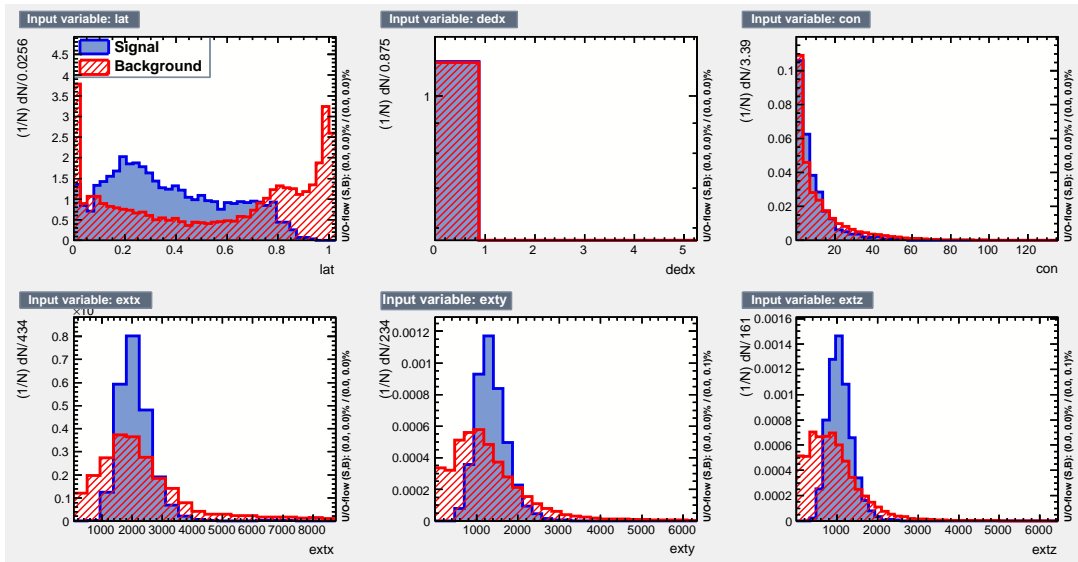 Input variable: lat
(1/N) dN/0.0256
4.5
4
3.5
3
2.5
2
1.5
1
0.5
0
Signal
Background
0 0.2 0.4 0.6 0.8 1
lat
U/O-flow (S,B): (0.0, 0.0)% / (0.0, 0.0)%
Input variable: dedx
(1/N) dN/0.875
1
0 1 2 3 4 5
dedx
U/O-flow (S,B): (0.0, 0.0)% / (0.0, 0.0)%
Input variable: con
(1/N) dN/3.39
0.1
0.08
0.06
0.04
0.02
0
20 40 60 80 100 120
con
U/O-flow (S,B): (0.0, 0.0)% / (0.0, 0.0)%
Input variable: extx
(1/N) dN/434
0.8
0.7
0.6
0.5
0.4
0.3
0.2
0.1
0
1000 2000 3000 4000 5000 6000 7000 8000
extx
U/O-flow (S,B): (0.0, 0.0)% / (0.0, 0.0)%
Input variable: exty
(1/N) dN/234
0.0012
0.001
0.0008
0.0006
0.0004
0.0002
0
1000 2000 3000 4000 5000 6000
exty
U/O-flow (S,B): (0.0, 0.0)% / (0.0, 0.1)%
Input variable: extz
(1/N) dN/161
0.0016
0.0014
0.0012
0.001
0.0008
0.0006
0.0004
0.0002
0
1000 2000 3000 4000 5000 6000
extz
U/O-flow (S,B): (0.0, 0.0)% / (0.0, 0.1)%